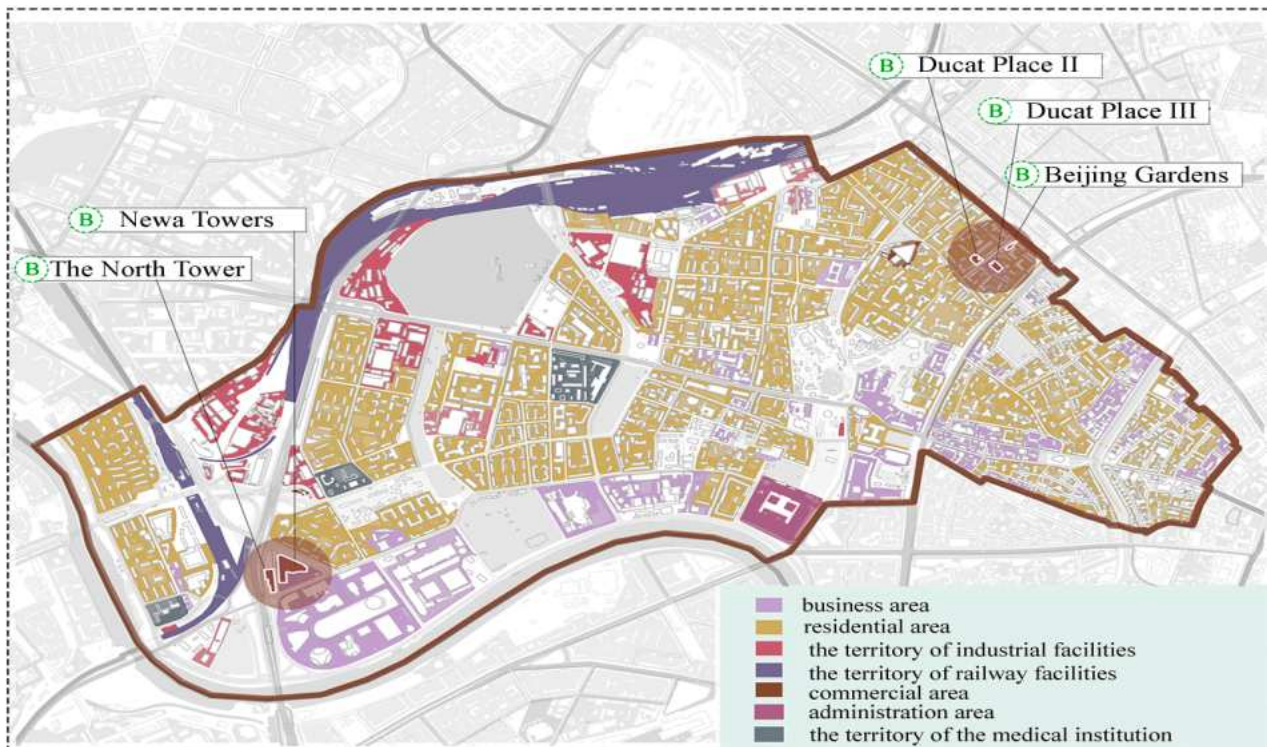 B Ducat Place II
B Ducat Place III
B Beijing Gardens
B Newa Towers
B The North Tower
business area
residential area
the territory of industrial facilities
the territory of railway facilities
commercial area
administration area
the territory of the medical institution